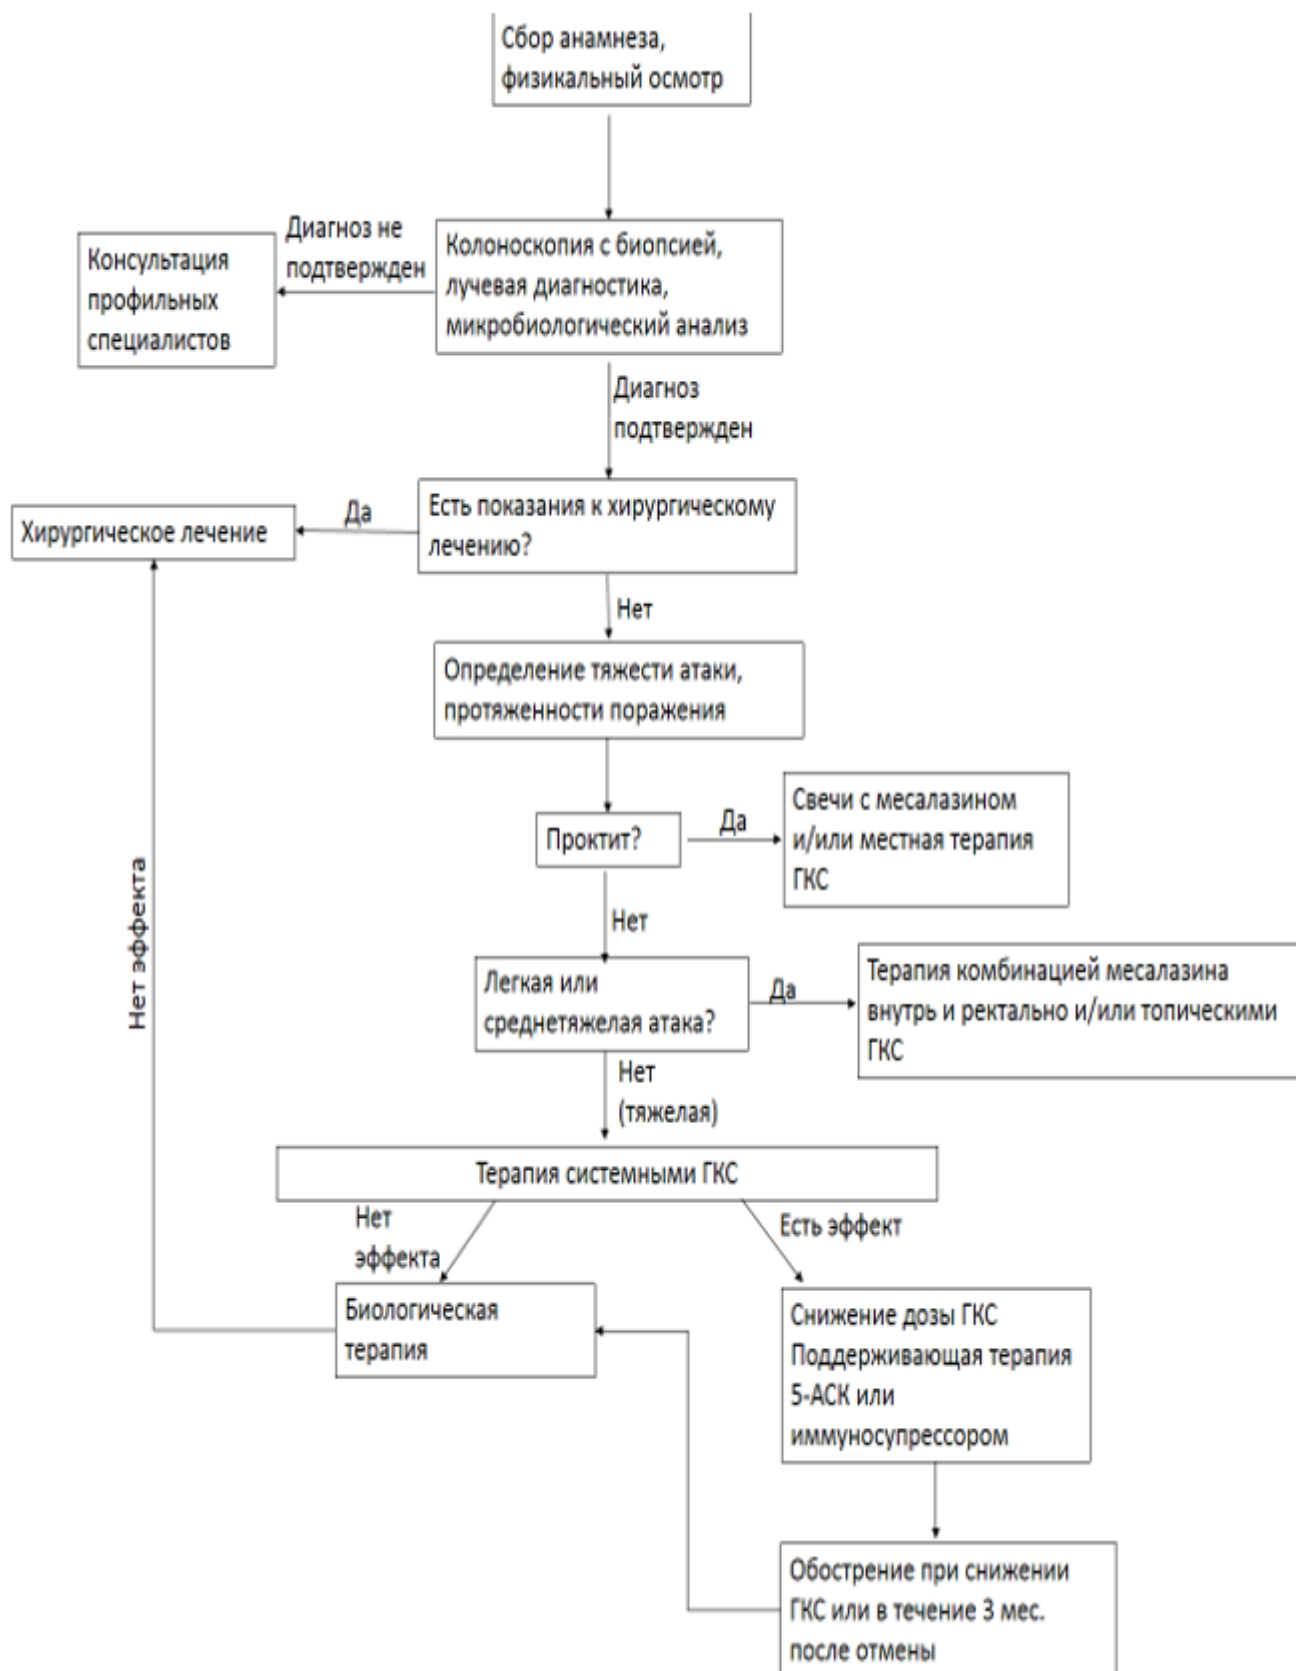 Сбор анамнеза,
физикальный осмотр
Диагноз не
подтвержден
Консультация
профильных
специалистов
Колоноскопия с биопсией,
лучевая диагностика,
микробиологический анализ
Диагноз
подтвержден
Есть показания к хирургическому
лечению?
Да
Хирургическое лечение
Нет
Определение тяжести атаки,
протяженности поражения
Проктит?
Да
Свечи с месалазином
и/или местная терапия
ГКС
Нет
Легкая или
среднетяжелая атака?
Да
Терапия комбинацией месалазина
внутрь и ректально и/или топическими
ГКС
Нет
(тяжелая)
Терапия системными ГКС
Нет
эффекта
Есть эффект
Биологическая
терапия
Нет эффекта
Снижение дозы ГКС
Поддерживающая терапия
5-АСК или
иммуносупрессором
Обострение при снижении
ГКС или в течение 3 мес.
после отмены